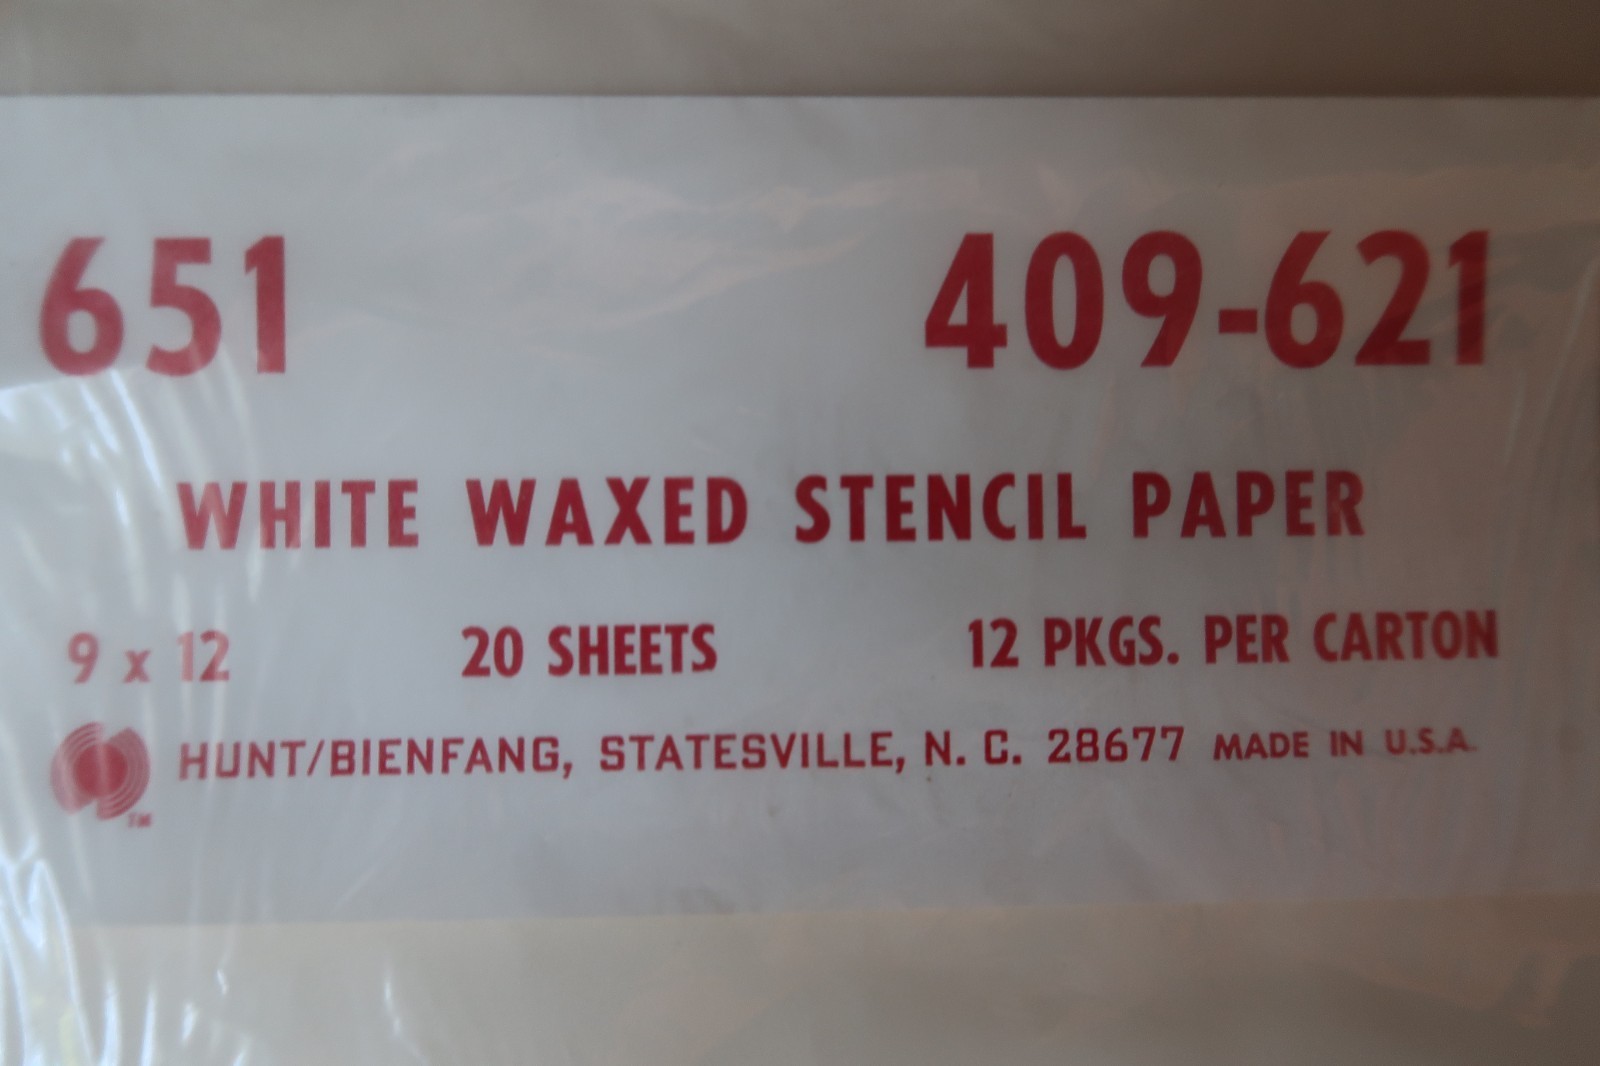 651 409-621
WHITE WAXED STENCIL PAPER
9 x 12 20 SHEETS 12 PKGS. PER CARTON
HUNT/BIENFANG, STATESVILLE, N. C. 28677 MADE IN U.S.A.
TM